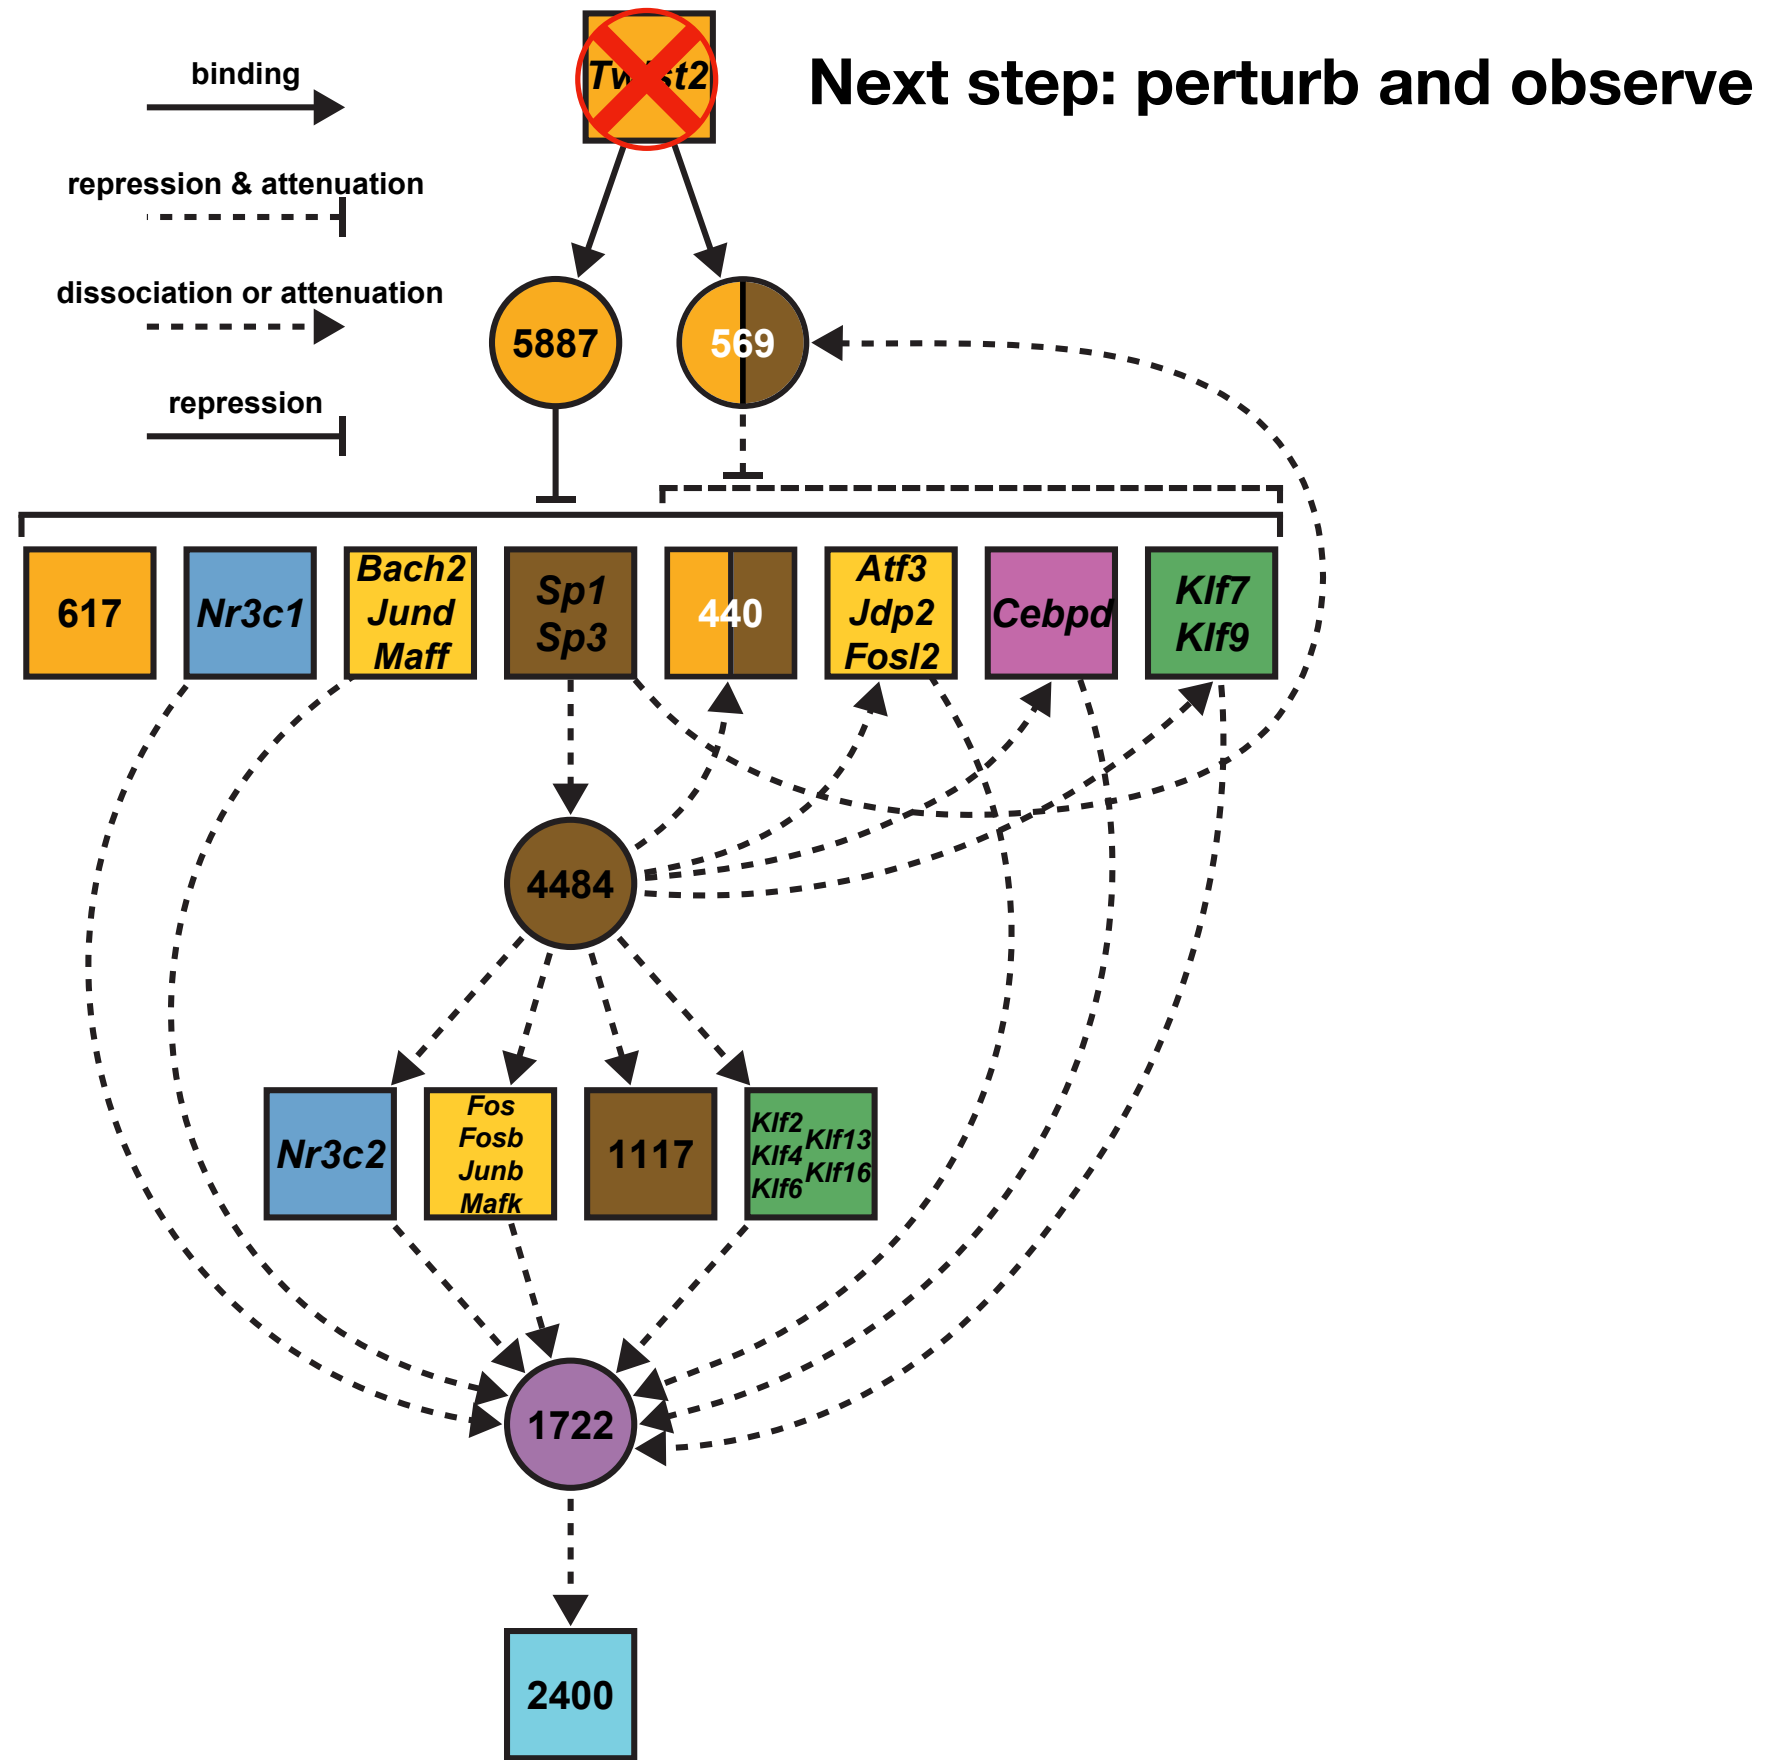 Next step: perturb and observe
binding
repression & attenuation
dissociation or attenuation
repression
Twist2
5887
569
617
Nr3c1
Bach2
Jund
Maff
Sp1
Sp3
440
Atf3
Jdp2
Fosl2
Cebpd
Klf7
Klf9
4484
Nr3c2
Fos
Fosb
Junb
Mafk
1117
Klf2
Klf4
Klf6
Klf13
Klf16
1722
2400